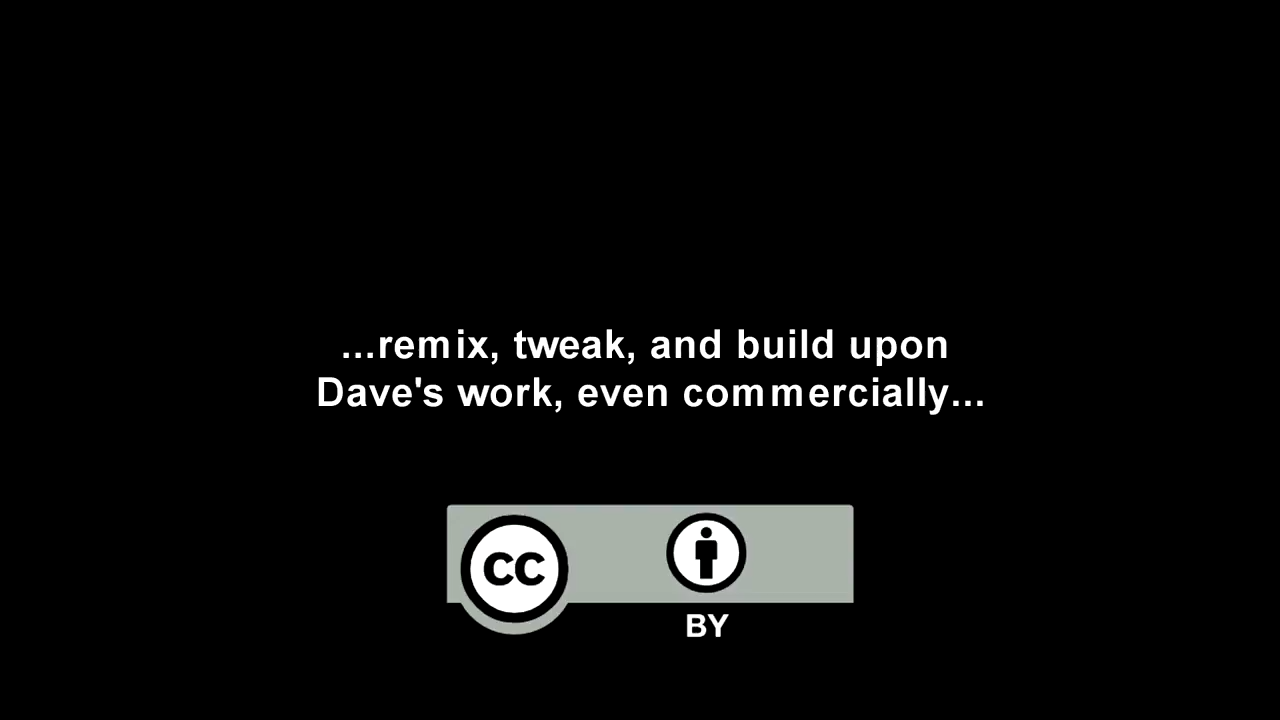 ...remix, tweak, and build upon
Dave's work, even commercially...
CC
BY